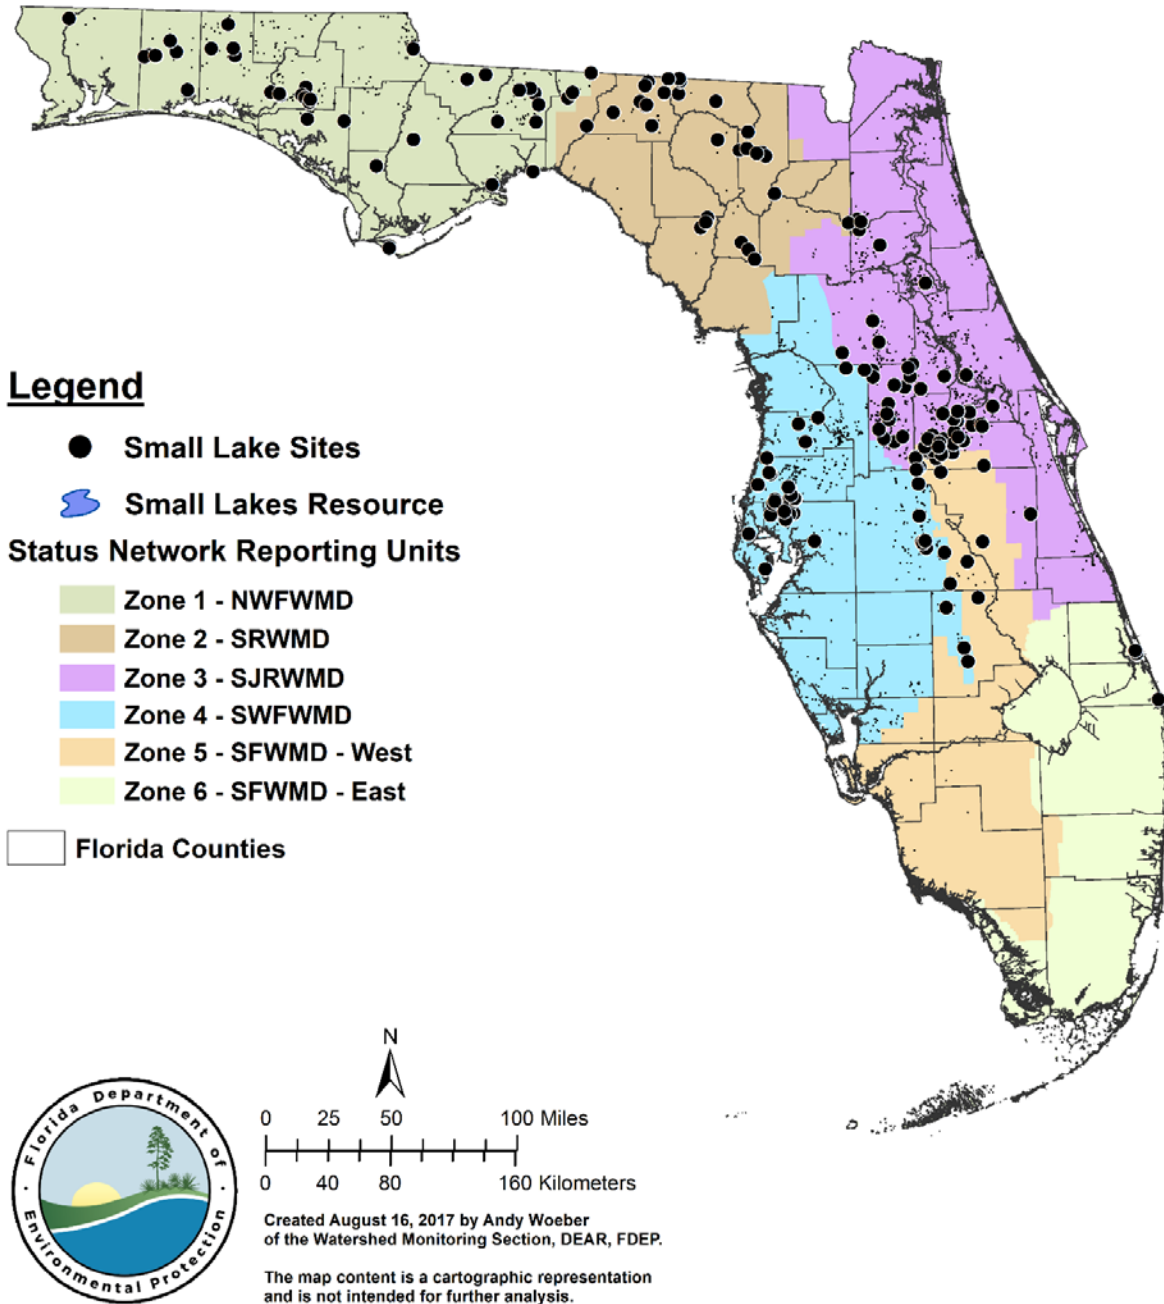 Legend
Small Lake Sites
Small Lakes Resource
Status Network Reporting Units
Zone 1 - NWFWMD
Zone 2 - SRWMD
Zone 3 - SJRWMD
Zone 4 - SWFWMD
Zone 5 - SFWMD - West
Zone 6 - SFWMD - East
Florida Counties
N
0 25 50 100 Miles
0 40 80 160 Kilometers
Florida Department of
Environmental Protection
Created August 16, 2017 by Andy Woeber
of the Watershed Monitoring Section, DEAR, FDEP.
The map content is a cartographic representation
and is not intended for further analysis.